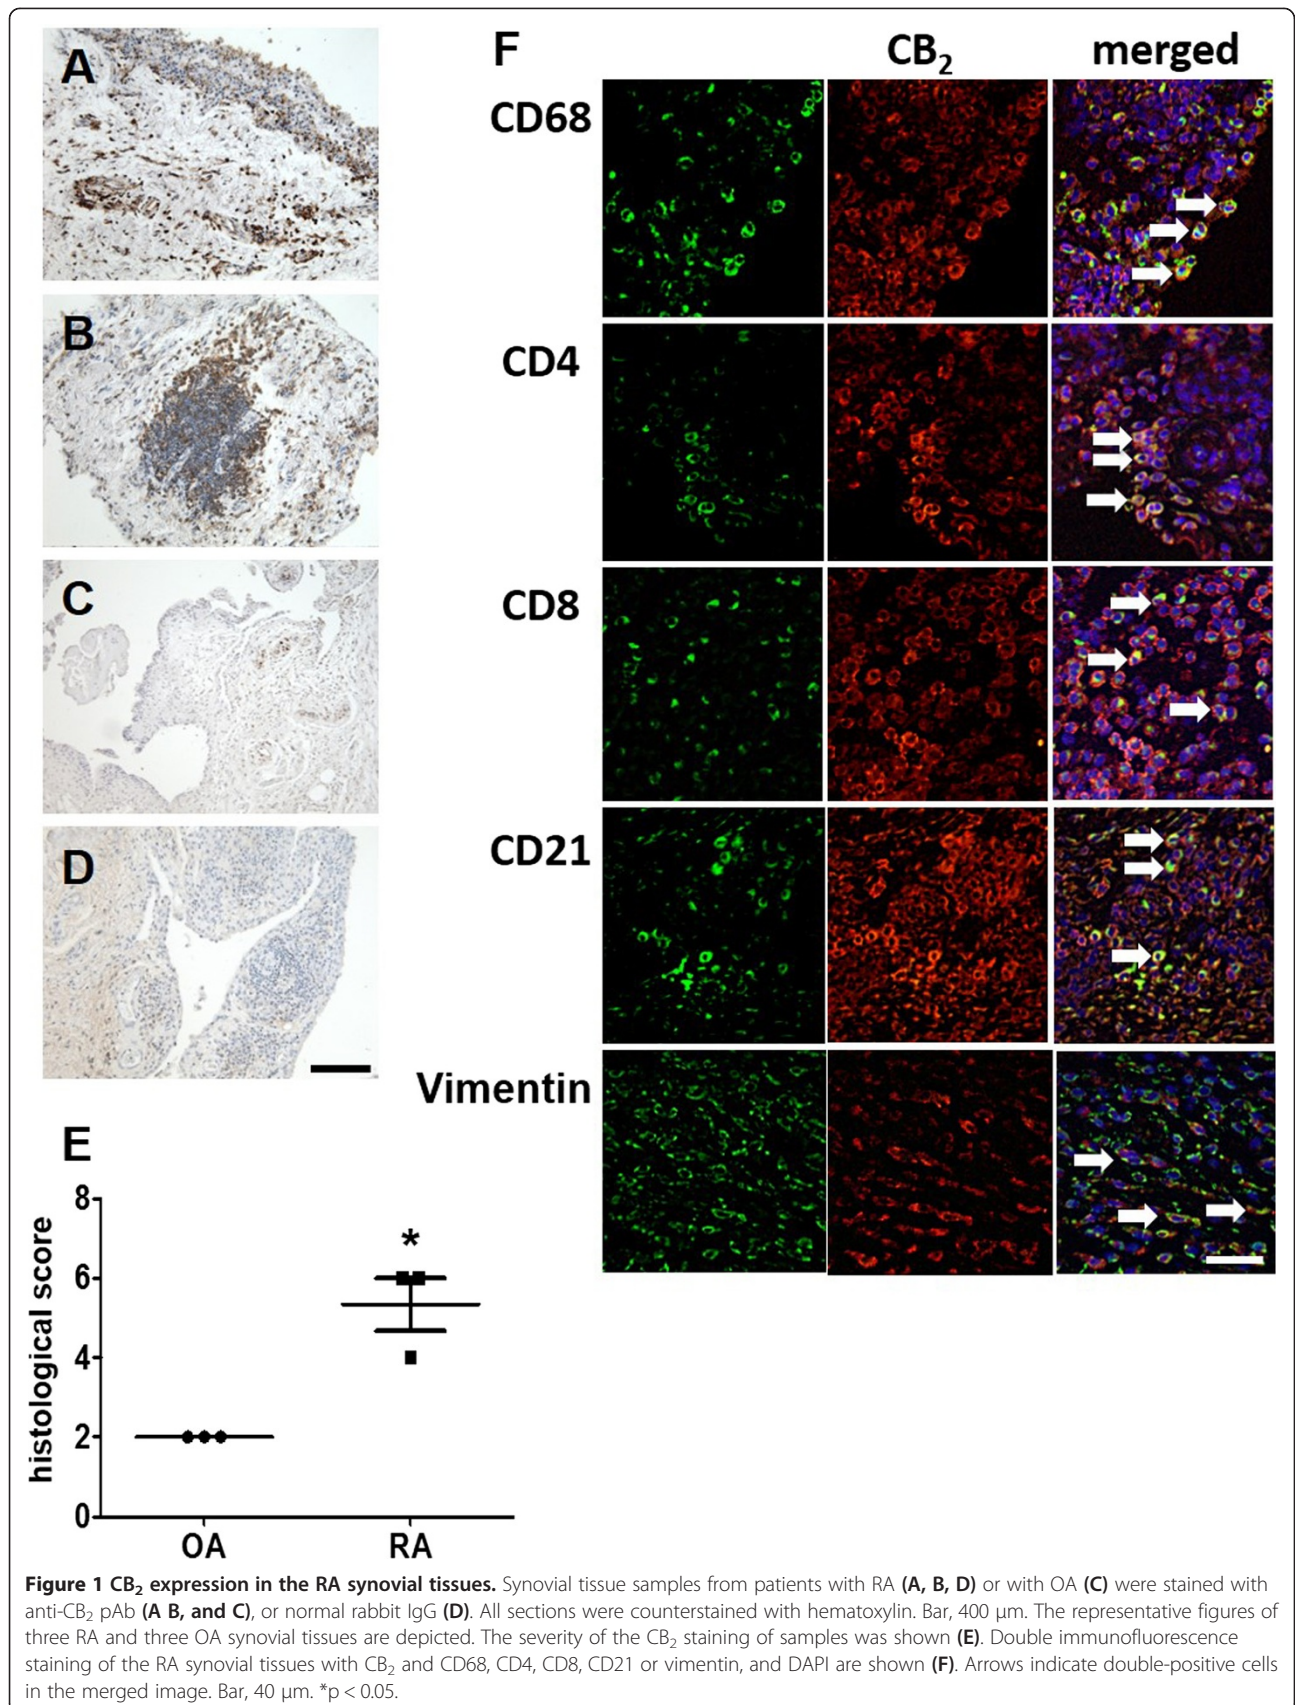 A
B
C
D
E
8
6
4
2
0
histological score
*
OA
RA
F
CB₂
merged
CD68
CD4
CD8
CD21
Vimentin
Figure 1 CB₂ expression in the RA synovial tissues. Synovial tissue samples from patients with RA (A, B, D) or with OA (C) were stained with
anti-CB₂ pAb (A B, and C), or normal rabbit IgG (D). All sections were counterstained with hematoxylin. Bar, 400 μm. The representative figures of
three RA and three OA synovial tissues are depicted. The severity of the CB₂ staining of samples was shown (E). Double immunofluorescence
staining of the RA synovial tissues with CB₂ and CD68, CD4, CD8, CD21 or vimentin, and DAPI are shown (F). Arrows indicate double-positive cells
in the merged image. Bar, 40 μm. *p < 0.05.